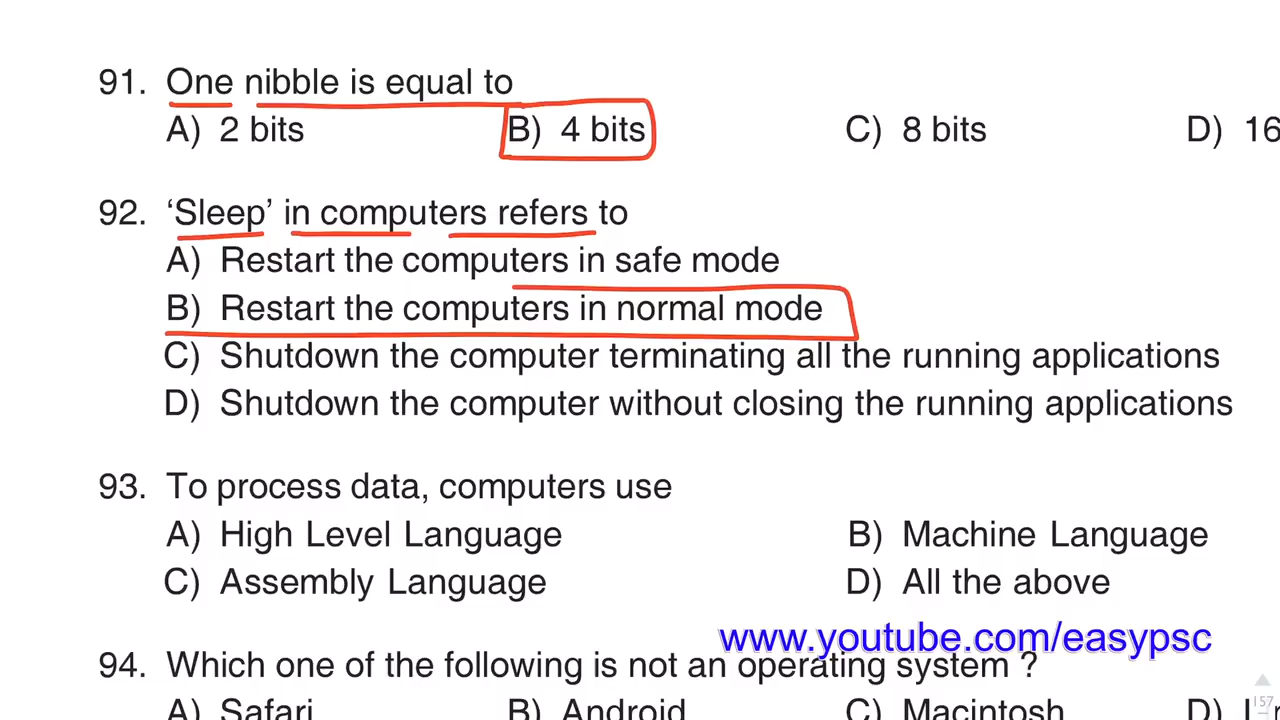 91. One nibble is equal to
A) 2 bits B) 4 bits C) 8 bits D) 16
92. ‘Sleep’ in computers refers to
A) Restart the computers in safe mode
B) Restart the computers in normal mode
C) Shutdown the computer terminating all the running applications
D) Shutdown the computer without closing the running applications
93. To process data, computers use
A) High Level Language B) Machine Language
C) Assembly Language D) All the above
www.youtube.com/easypsc
94. Which one of the following is not an operating system ?
A) Safari B) Android C) Macintosh D)
157